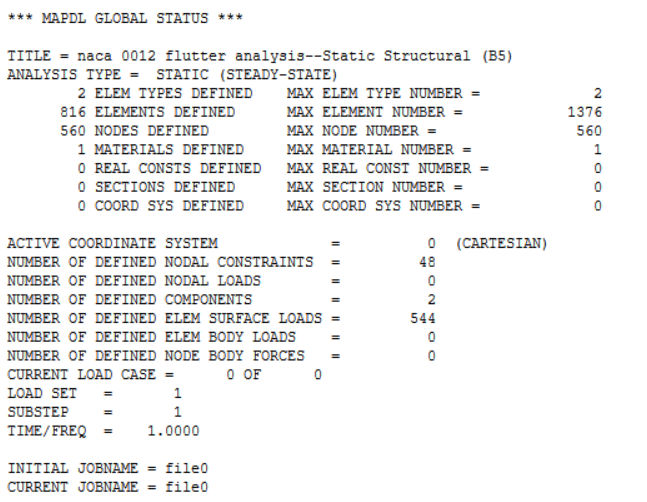 *** MAPDL GLOBAL STATUS ***
TITLE = naca 0012 flutter analysis--Static Structural (B5)
ANALYSIS TYPE =  STATIC (STEADY-STATE)
2 ELEM TYPES DEFINED    MAX ELEM TYPE NUMBER =             2
816 ELEMENTS DEFINED      MAX ELEMENT NUMBER =            1376
560 NODES DEFINED         MAX NODE NUMBER =                560
1 MATERIALS DEFINED     MAX MATERIAL NUMBER =              1
0 REAL CONSTS DEFINED   MAX REAL CONST NUMBER =            0
0 SECTIONS DEFINED      MAX SECTION NUMBER =               0
0 COORD SYS DEFINED     MAX COORD SYS NUMBER =             0
ACTIVE COORDINATE SYSTEM              =          0  (CARTESIAN)
NUMBER OF DEFINED NODAL CONSTRAINTS   =         48
NUMBER OF DEFINED NODAL LOADS         =          0
NUMBER OF DEFINED COMPONENTS          =          2
NUMBER OF DEFINED ELEM SURFACE LOADS =         544
NUMBER OF DEFINED ELEM BODY LOADS     =          0
NUMBER OF DEFINED NODE BODY FORCES    =          0
CURRENT LOAD CASE =      0 OF      0
LOAD SET   =       1
SUBSTEP    =       1
TIME/FREQ  =    1.0000
INITIAL JOBNAME = file0
CURRENT JOBNAME = file0